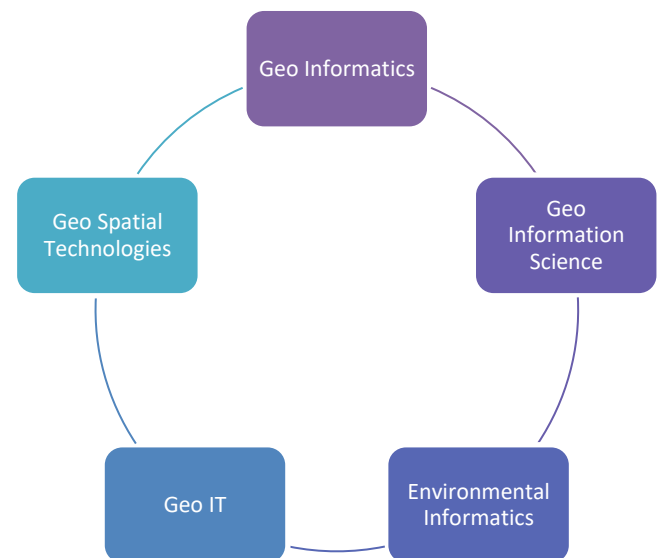 Geo Informatics
Geo
Information
Science
Environmental
Informatics
Geo IT
Geo Spatial
Technologies